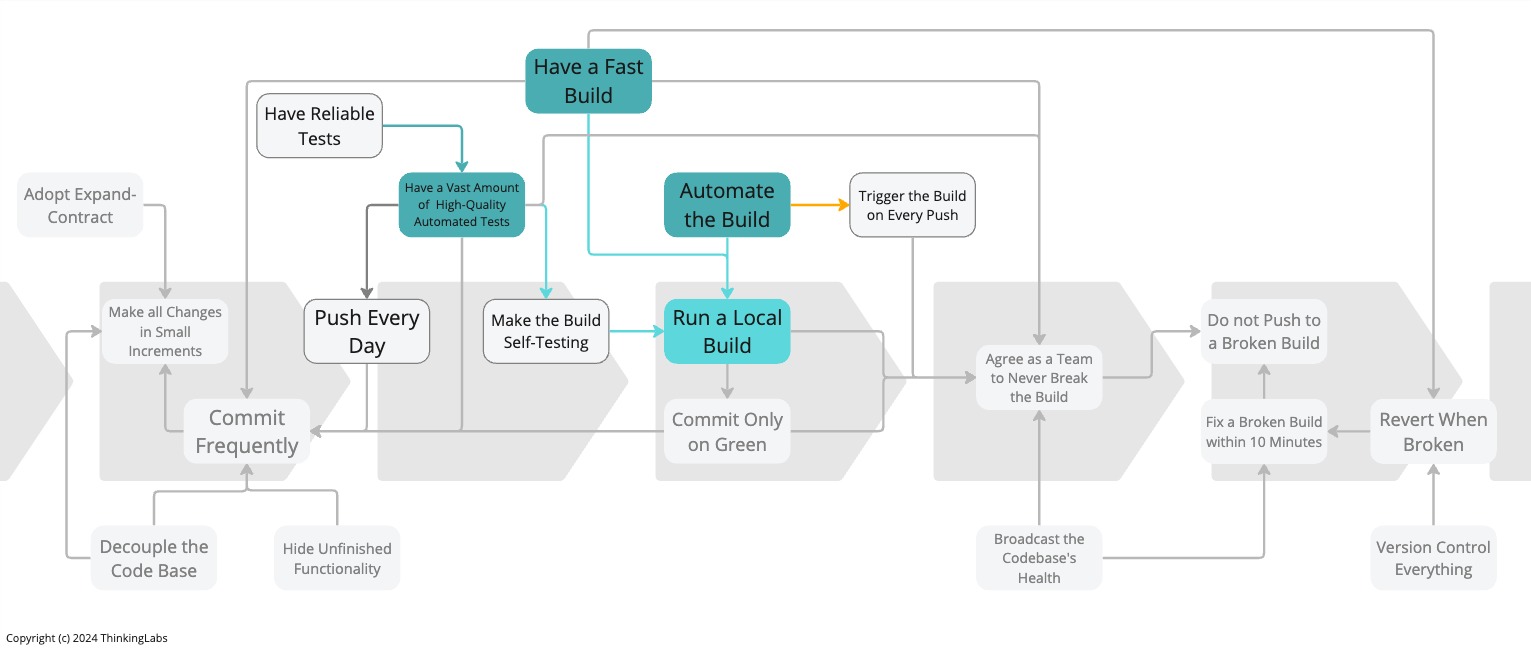 Have a Fast
Build
Have Reliable
Tests
Adopt Expand-
Contract
Have a Vast Amount
of High-Quality
Automated Tests
Automate
the Build
Trigger the Build
on Every Push
Make all Changes
in Small
Increments
Push Every
Day
Make the Build
Self-Testing
Run a Local
Build
Do not Push to
a Broken Build
Agree as a Team
to Never Break
the Build
Commit
Frequently
Commit Only
on Green
Fix a Broken Build
within 10 Minutes
Revert When
Broken
Decouple the
Code Base
Hide Unfinished
Functionality
Broadcast the
Codebase's
Health
Version Control
Everything
Copyright (c) 2024 ThinkingLabs